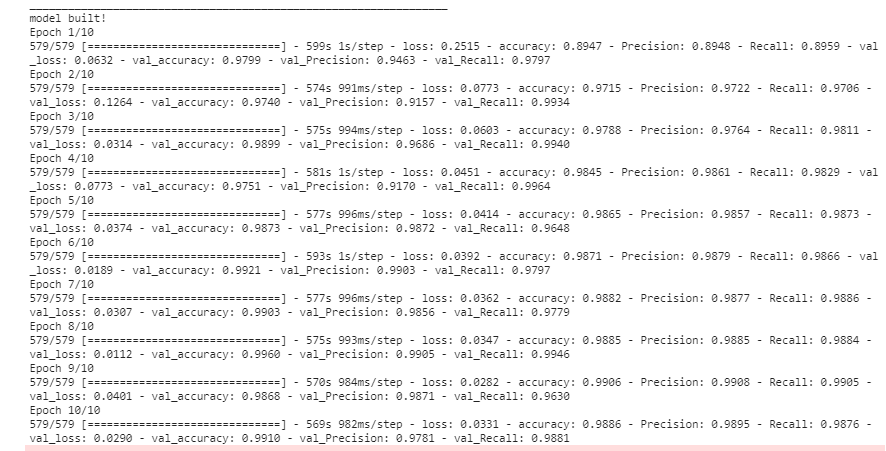 model built!
Epoch 1/10
579/579 [==============================] - 599s 1s/step - loss: 0.2515 - accuracy: 0.8947 - Precision: 0.8948 - Recall: 0.8959 - val
_loss: 0.0632 - val_accuracy: 0.9799 - val_Precision: 0.9463 - val_Recall: 0.9797
Epoch 2/10
579/579 [==============================] - 574s 991ms/step - loss: 0.0773 - accuracy: 0.9715 - Precision: 0.9722 - Recall: 0.9706 -
val_loss: 0.1264 - val_accuracy: 0.9740 - val_Precision: 0.9157 - val_Recall: 0.9934
Epoch 3/10
579/579 [==============================] - 575s 994ms/step - loss: 0.0603 - accuracy: 0.9788 - Precision: 0.9764 - Recall: 0.9811 -
val_loss: 0.0314 - val_accuracy: 0.9899 - val_Precision: 0.9686 - val_Recall: 0.9940
Epoch 4/10
579/579 [==============================] - 581s 1s/step - loss: 0.0451 - accuracy: 0.9845 - Precision: 0.9861 - Recall: 0.9829 - val
_loss: 0.0773 - val_accuracy: 0.9751 - val_Precision: 0.9170 - val_Recall: 0.9964
Epoch 5/10
579/579 [==============================] - 577s 996ms/step - loss: 0.0414 - accuracy: 0.9865 - Precision: 0.9857 - Recall: 0.9873 -
val_loss: 0.0374 - val_accuracy: 0.9873 - val_Precision: 0.9872 - val_Recall: 0.9648
Epoch 6/10
579/579 [==============================] - 593s 1s/step - loss: 0.0392 - accuracy: 0.9871 - Precision: 0.9879 - Recall: 0.9866 - val
_loss: 0.0189 - val_accuracy: 0.9921 - val_Precision: 0.9903 - val_Recall: 0.9797
Epoch 7/10
579/579 [==============================] - 577s 996ms/step - loss: 0.0362 - accuracy: 0.9882 - Precision: 0.9877 - Recall: 0.9886 -
val_loss: 0.0307 - val_accuracy: 0.9903 - val_Precision: 0.9856 - val_Recall: 0.9779
Epoch 8/10
579/579 [==============================] - 575s 993ms/step - loss: 0.0347 - accuracy: 0.9885 - Precision: 0.9885 - Recall: 0.9884 -
val_loss: 0.0112 - val_accuracy: 0.9960 - val_Precision: 0.9905 - val_Recall: 0.9946
Epoch 9/10
579/579 [==============================] - 570s 984ms/step - loss: 0.0282 - accuracy: 0.9906 - Precision: 0.9908 - Recall: 0.9905 -
val_loss: 0.0401 - val_accuracy: 0.9868 - val_Precision: 0.9871 - val_Recall: 0.9630
Epoch 10/10
579/579 [==============================] - 569s 982ms/step - loss: 0.0331 - accuracy: 0.9886 - Precision: 0.9895 - Recall: 0.9876 -
val_loss: 0.0290 - val_accuracy: 0.9910 - val_Precision: 0.9781 - val_Recall: 0.9881